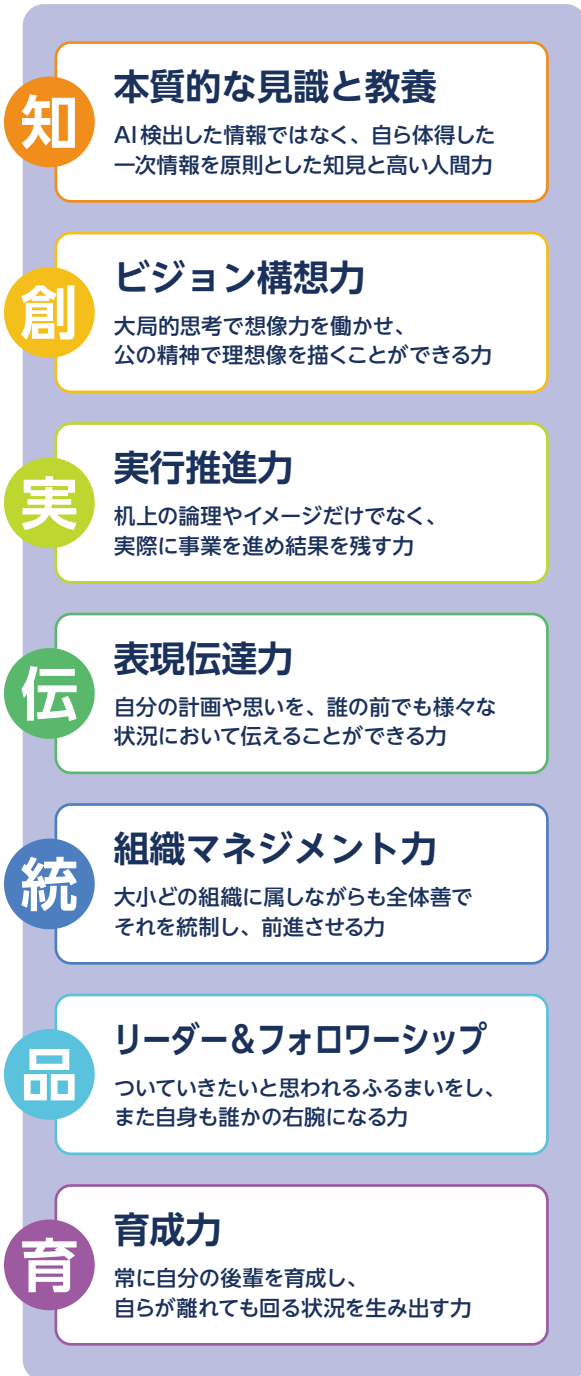 知
本質的な見識と教養
AI検出した情報ではなく、自ら体得した
一次情報を原則とした知見と高い人間力
創
ビジョン構想力
大局的思考で想像力を働かせ、
公の精神で理想像を描くことができる力
実
実行推進力
机上の論理やイメージだけでなく、
実際に事業を進め結果を残す力
伝
表現伝達力
自分の計画や思いを、誰の前でも様々な
状況において伝えることができる力
統
組織マネジメント力
大小どの組織に属しながらも全体善で
それを統制し、前進させる力
品
リーダー&フォロワーシップ
ついていきたいと思われるふるまいをし、
また自身も誰かの右腕になる力
育
育成力
常に自分の後輩を育成し、
自らが離れても回る状況を生み出す力